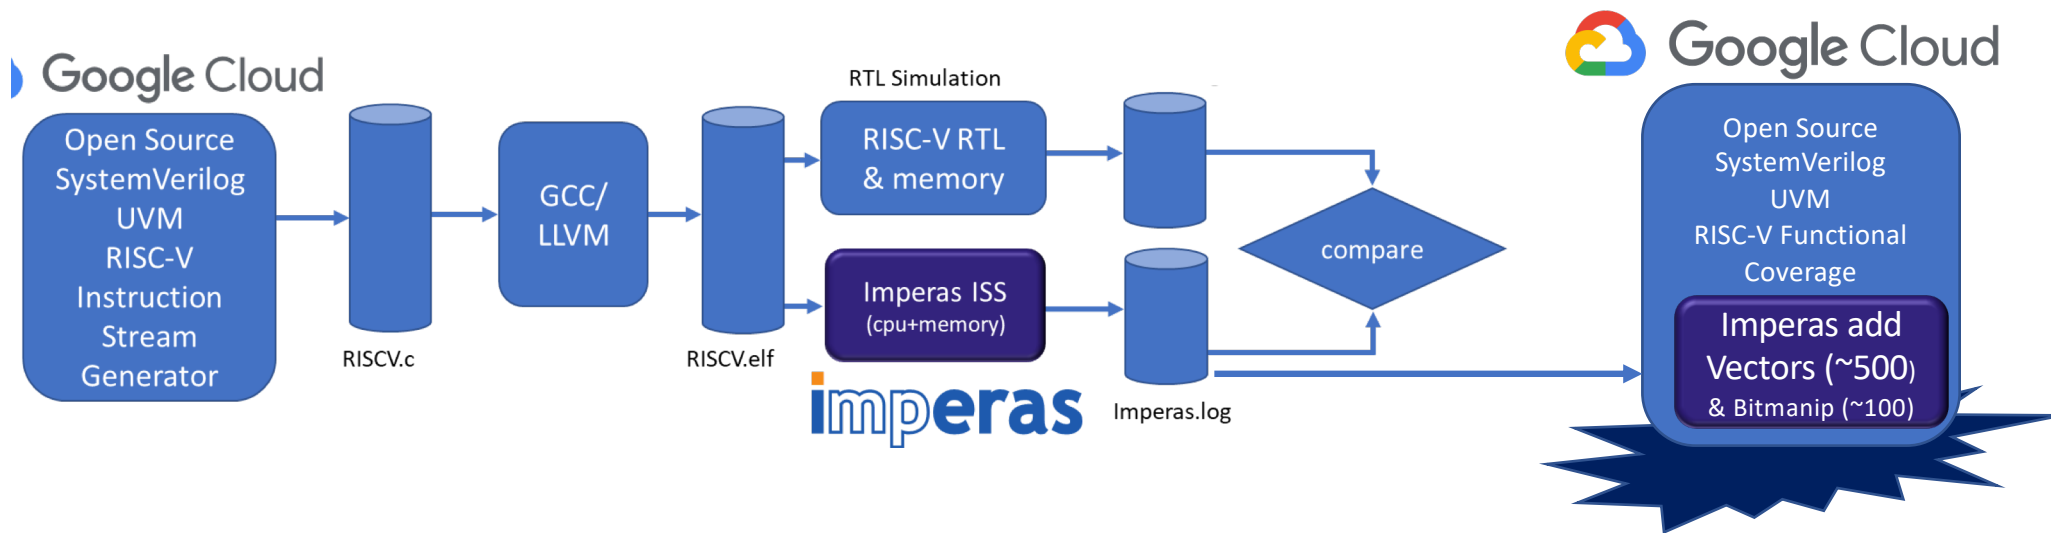 Google Cloud
Open Source
SystemVerilog
UVM
RISC-V
Instruction
Stream
Generator
RISCV.c
GCC/
LLVM
RISCV.elf
RTL Simulation
RISC-V RTL
& memory
Imperas ISS
(cpu+memory)
imperas
Imperas.log
compare
Google Cloud
Open Source
SystemVerilog
UVM
RISC-V Functional
Coverage
Imperas add
Vectors (~500)
& Bitmanip (~100)